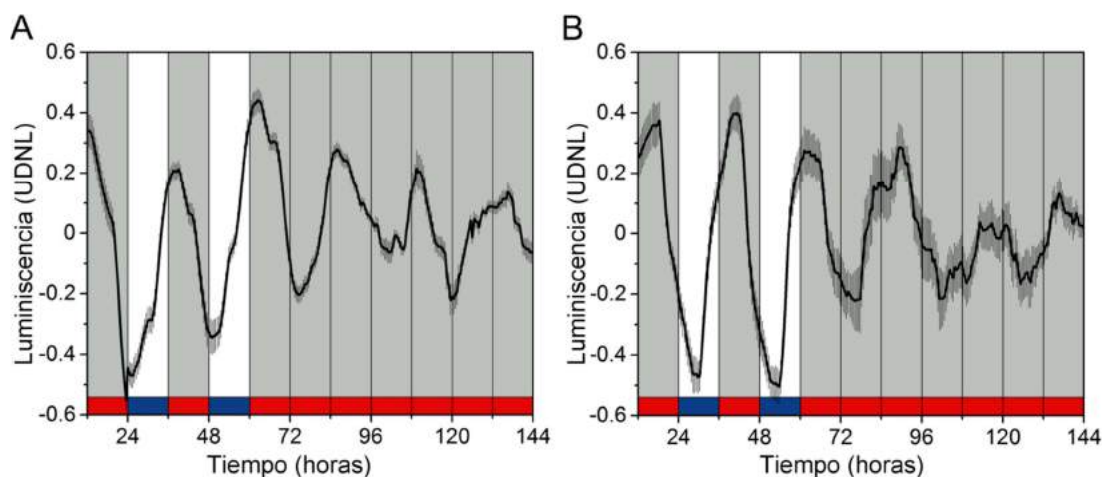 A
B
0.6
0.4
0.2
0
-0.2
-0.4
-0.6
Luminiscencia (UDNL)
24 48 72 96 120 144
Tiempo (horas)
0.6
0.4
0.2
0
-0.2
-0.4
-0.6
Luminiscencia (UDNL)
24 48 72 96 120 144
Tiempo (horas)